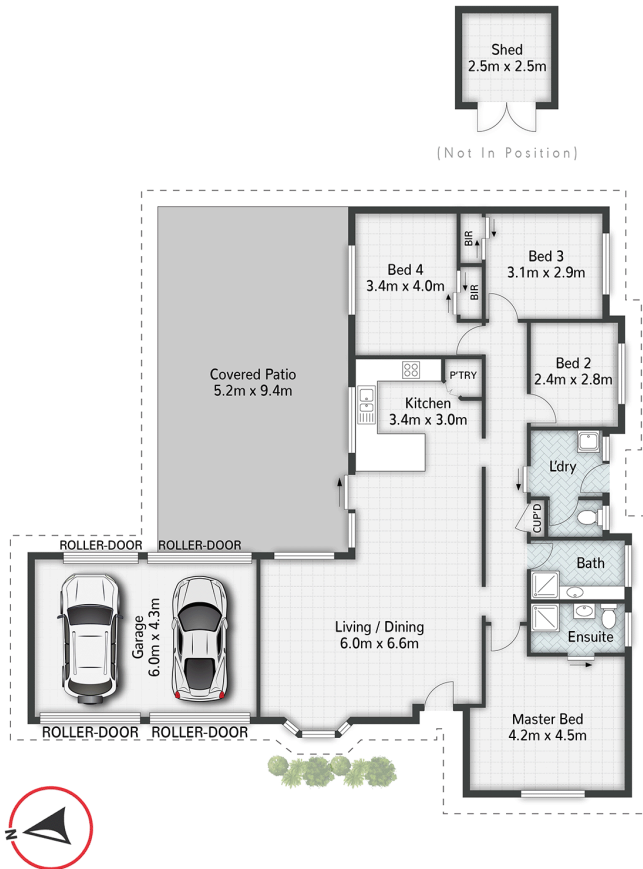 Shed
2.5m x 2.5m
(Not In Position)
BIR
Bed 3
3.1m x 2.9m
Bed 4
3.4m x 4.0m
BIR
Covered Patio
5.2m x 9.4m
Bed 2
2.4m x 2.8m
P'TRY
Kitchen
3.4m x 3.0m
L'dry
CUP'D
ROLLER-DOOR
ROLLER-DOOR
Bath
Garage
6.0m x 4.3m
Living / Dining
6.0m x 6.6m
Ensuite
Master Bed
4.2m x 4.5m
ROLLER-DOOR
ROLLER-DOOR
N